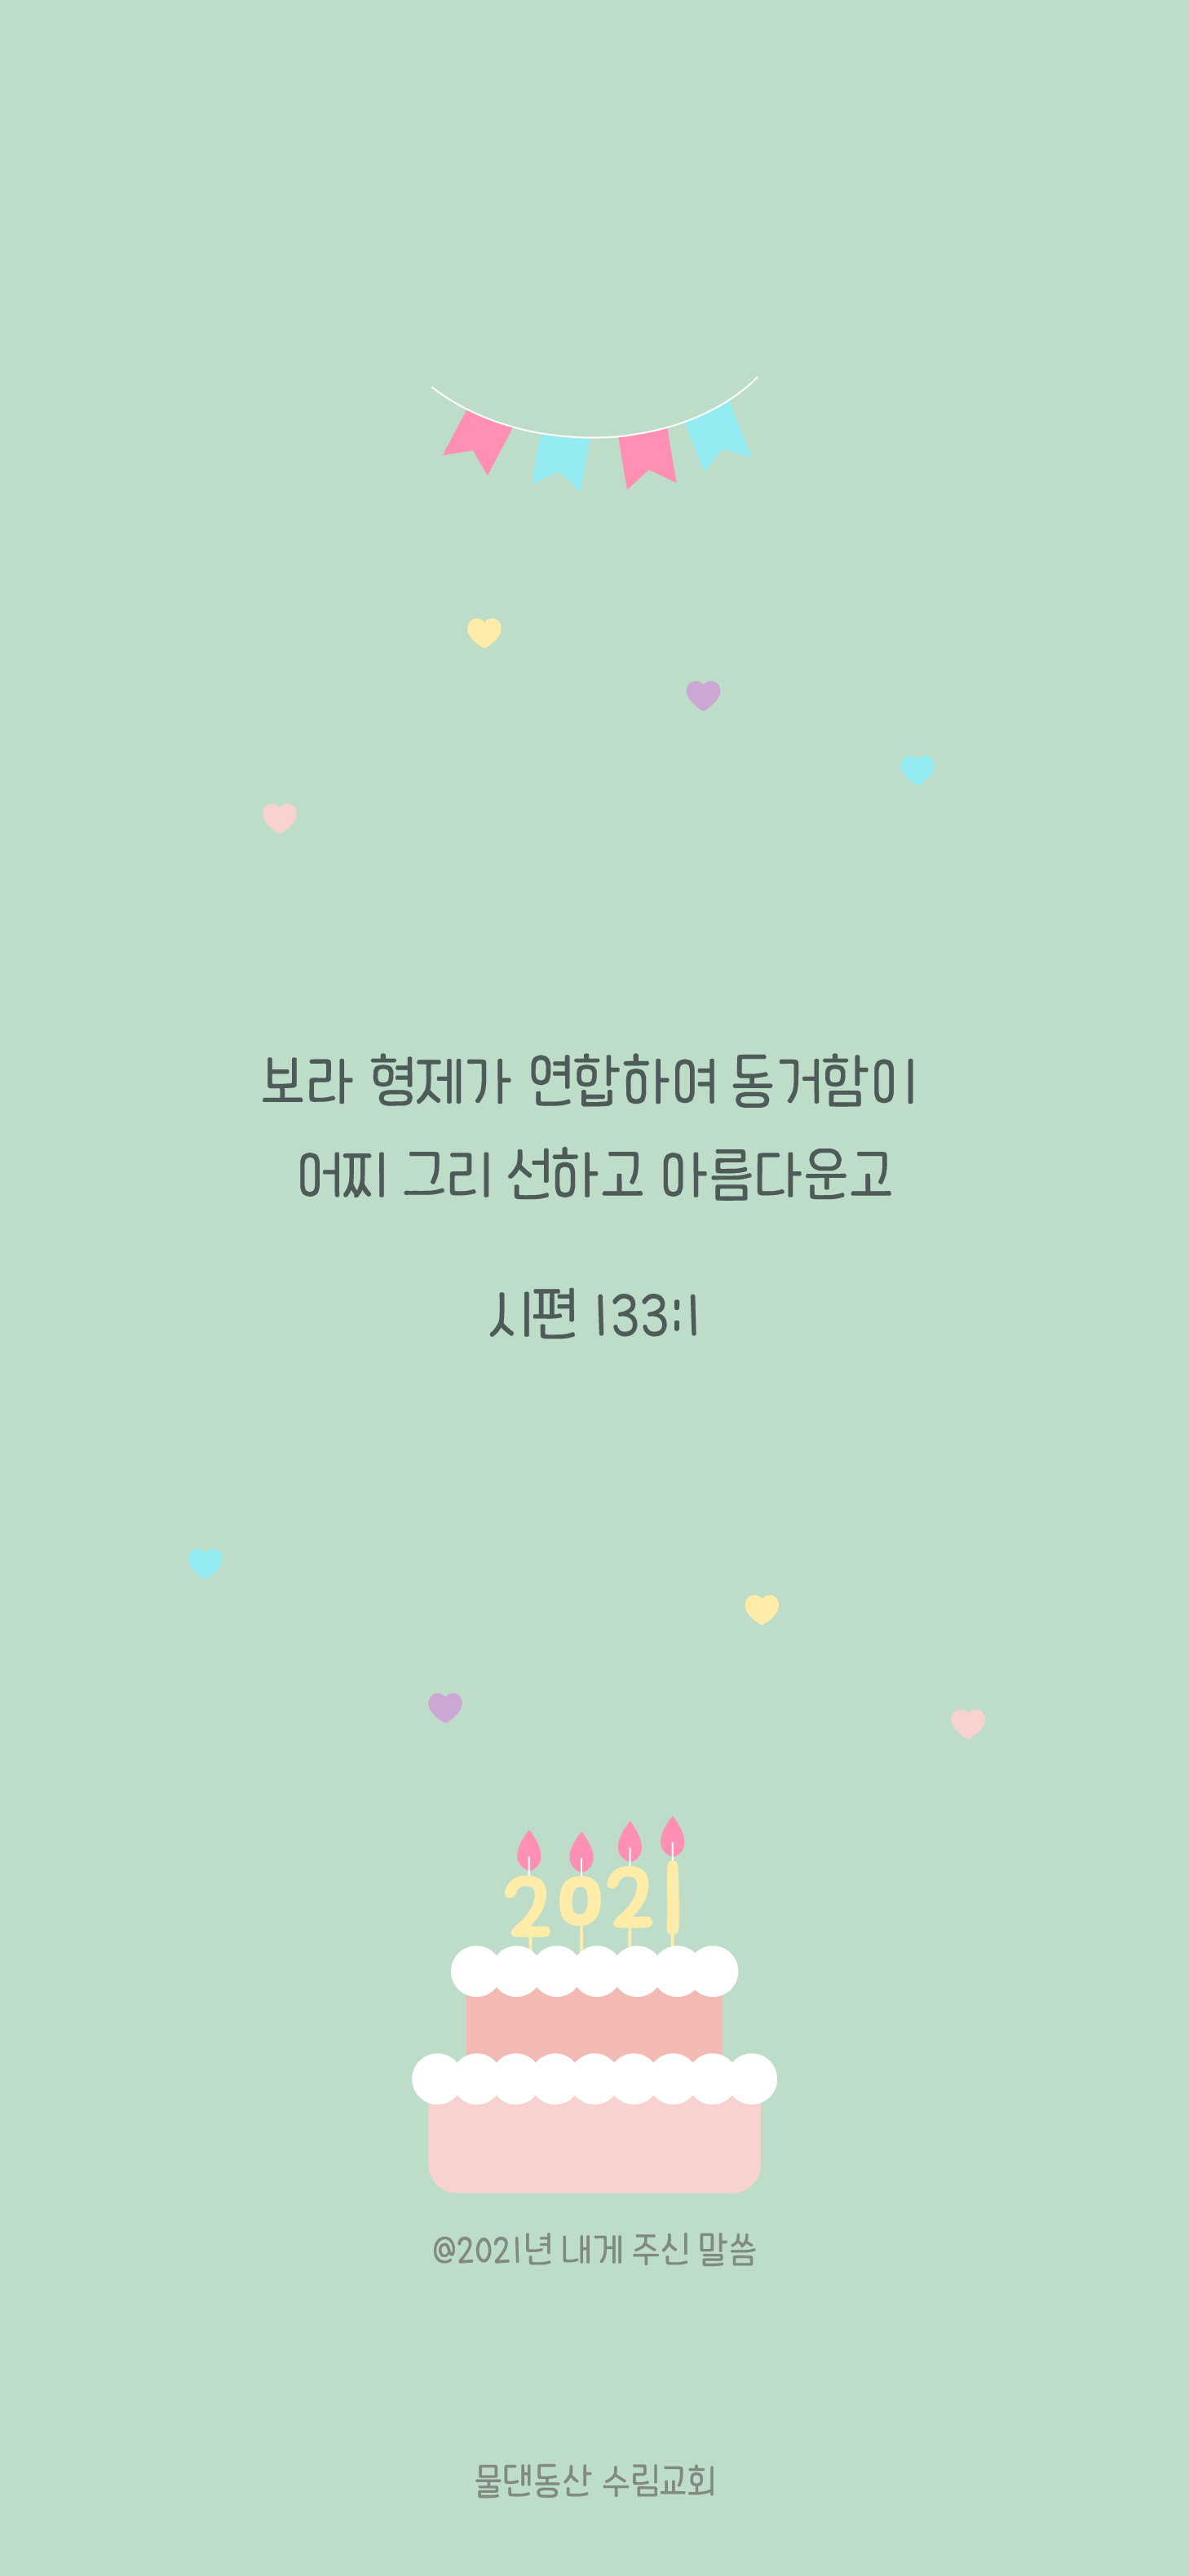 보라 형제가 연합하여 동거함이
어찌 그리 선하고 아름다운고
시편 133:1
2021
@2021년 내게 주신 말씀
물댄동산 수림교회